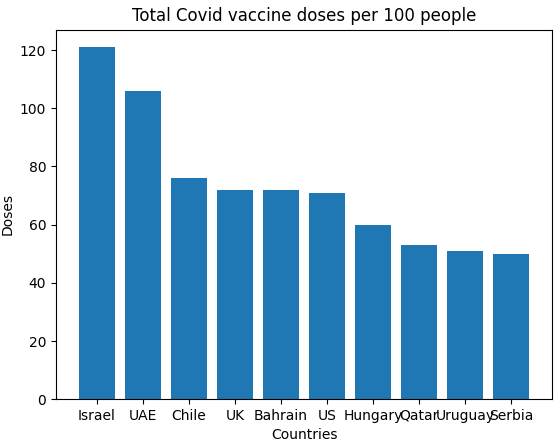 Total Covid vaccine doses per 100 people
120
100
80
60
40
20
0
Doses
Israel UAE Chile UK Bahrain US Hungary Qatar Uruguay Serbia
Countries